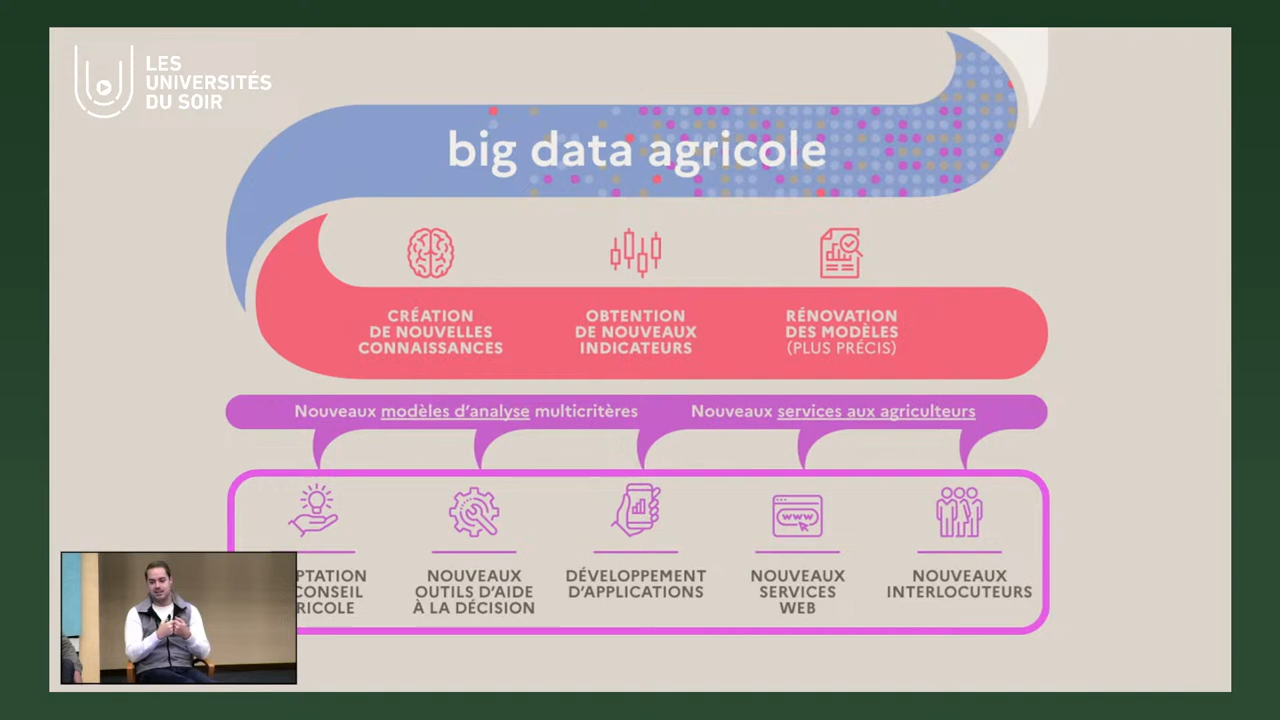 LES
UNIVERSITÉS
DU SOIR
big data agricole
CRÉATION
DE NOUVELLES
CONNAISSANCES
OBTENTION
DE NOUVEAUX
INDICATEURS
RÉNOVATION
DES MODÈLES
(PLUS PRÉCIS)
Nouveaux modèles d'analyse multicritères
Nouveaux services aux agriculteurs
PTATION
CONSEIL
RICOLE
NOUVEAUX
OUTILS D'AIDE
À LA DÉCISION
DÉVELOPPEMENT
D'APPLICATIONS
www
NOUVEAUX
SERVICES
WEB
NOUVEAUX
INTERLOCUTEURS